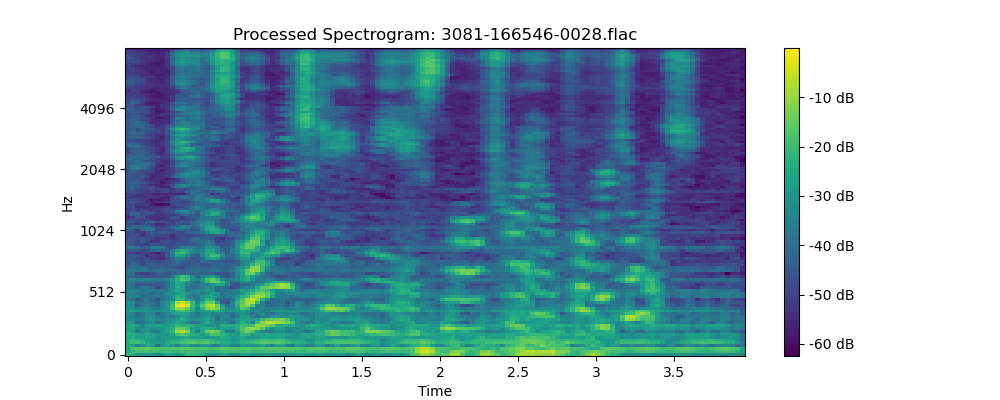 Processed Spectrogram: 3081-166546-0028.flac
Hz
4096
2048
1024
512
0
0
0.5
1
1.5
2
2.5
3
3.5
Time
-10 dB
-20 dB
-30 dB
-40 dB
-50 dB
-60 dB